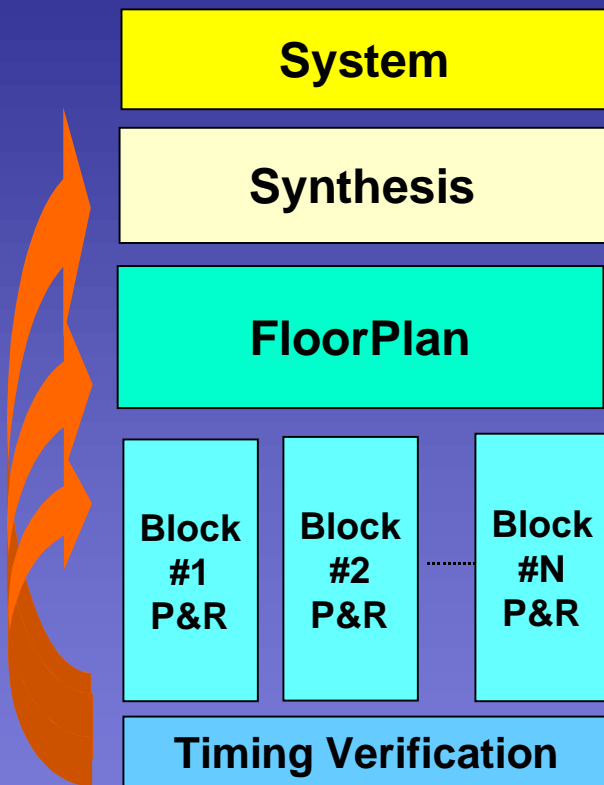 System
Synthesis
FloorPlan
Block
#1
P&R
Block
#2
P&R
Block
#N
P&R
Timing Verification